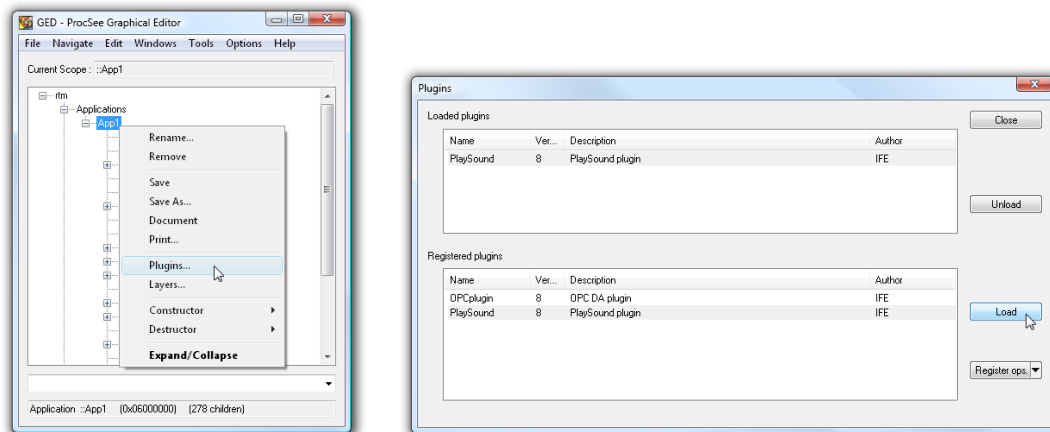 GED - ProcSee Graphical Editor
File Navigate Edit Windows Tools Options Help
Current Scope : ::App1
rtm
Applications
App1
Rename...
Remove
Save
Save As...
Document
Print...
Plugins...
Layers...
Constructor
Destructor
Expand/Collapse
Application ::App1 (0x06000000) (278 children)
Plugins
Loaded plugins
Close
Name Ver... Description Author
PlaySound 8 PlaySound plugin IFE
Unload
Registered plugins
Name Ver... Description Author
OPCplugin 8 OPC DA plugin IFE
PlaySound 8 PlaySound plugin IFE
Load
Register ops.